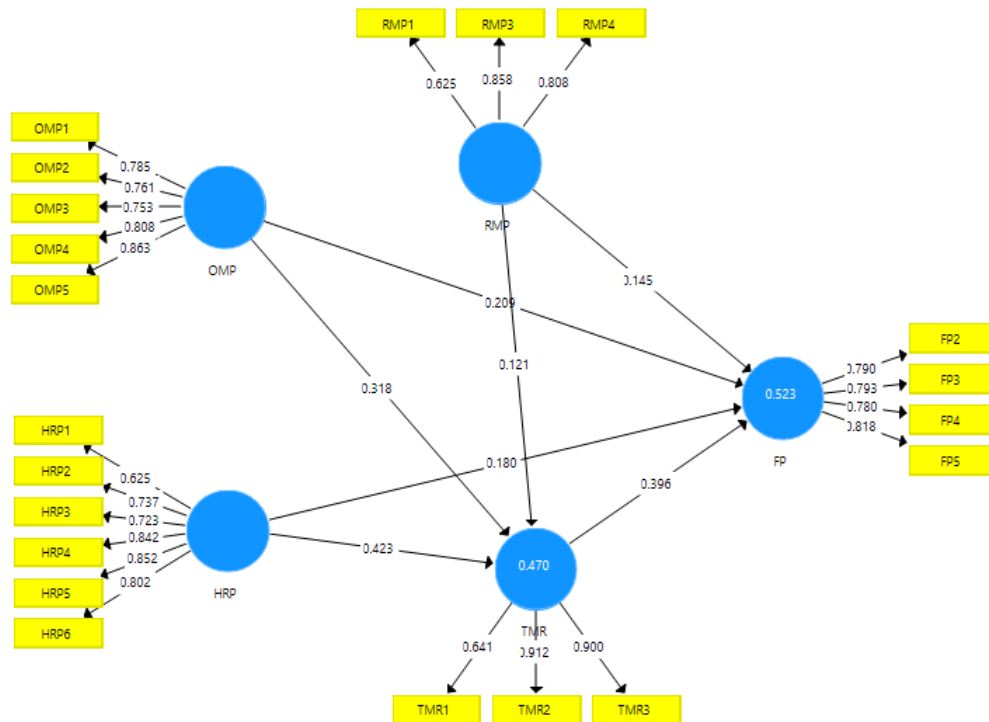 RMP1
RMP3
RMP4
0.625
0.858
0.808
RMP
OMP1
OMP2
OMP3
OMP4
OMP5
0.785
0.761
0.753
0.808
0.863
OMP
0.209
0.145
0.121
0.318
0.180
0.423
0.396
HRP1
HRP2
HRP3
HRP4
HRP5
HRP6
0.625
0.737
0.723
0.842
0.852
0.802
HRP
0.523
FP
0.790
0.793
0.780
0.818
FP2
FP3
FP4
FP5
0.470
TMR
0.641
0.912
0.900
TMR1
TMR2
TMR3